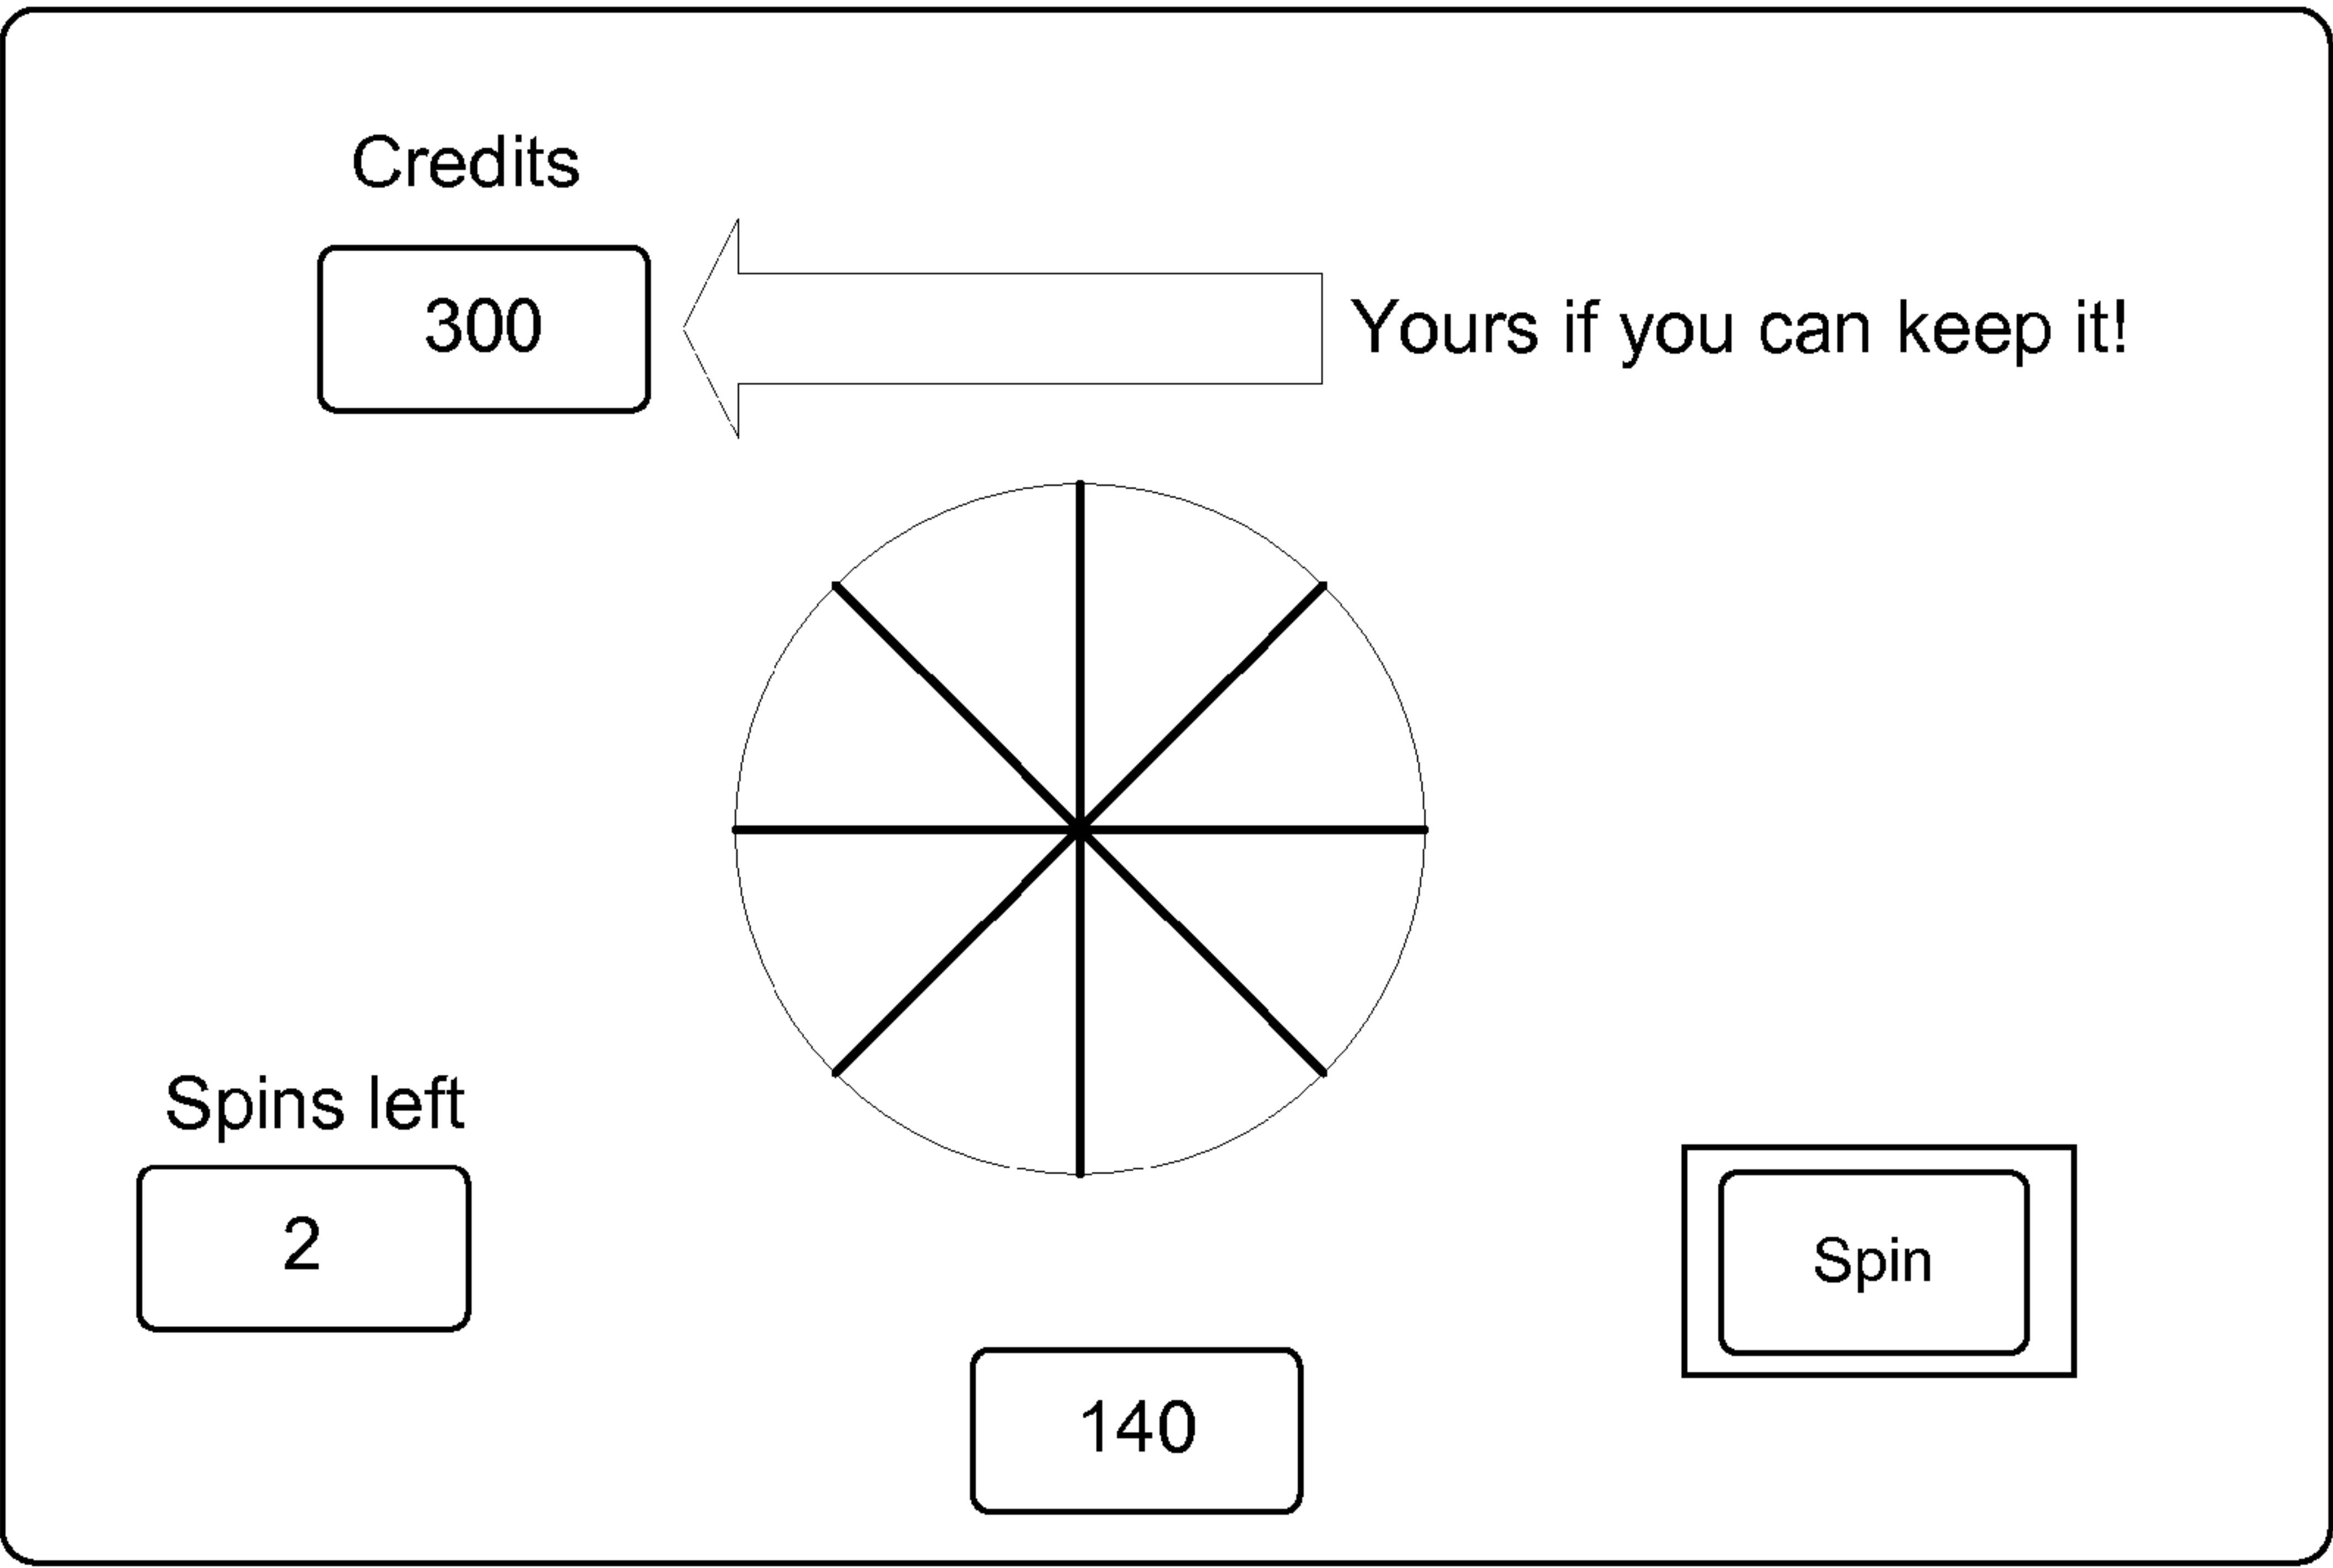 Credits
300
Yours if you can keep it!
Spins left
2
Spin
140